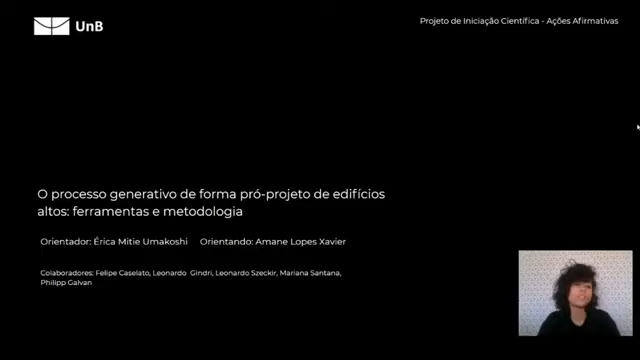 UnB
Projeto de Iniciação Científica - Ações Afirmativas
O processo generativo de forma pró-projeto de edifícios
altos: ferramentas e metodologia
Orientador: Érica Mitie Umakoshi Orientando: Amane Lopes Xavier
Colaboradores: Felipe Caselato, Leonardo Gindri, Leonardo Szeckir, Mariana Santana,
Philipp Galvan